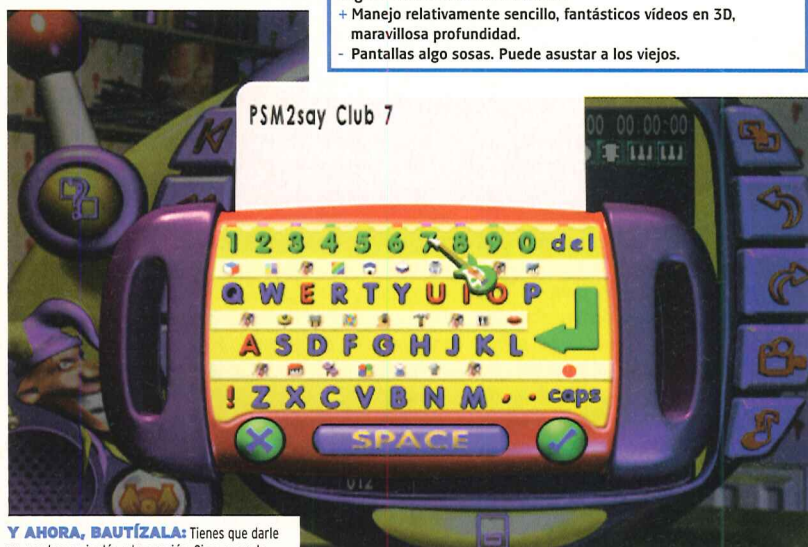 + Manejo relativamente sencillo, fantásticos vídeos en 3D,
maravillosa profundidad.
- Pantallas algo sosas. Puede asustar a los viejos.
PSM2say Club 7
00 00:00:00
1 2 3 4 5 6 7 8 9 0 del
Q W E R T Y U I O P
A S D F G H J K L
! Z X C V B N M , . caps
SPACE
012
Y AHORA, BAUTÍZALA: Tienes que darle